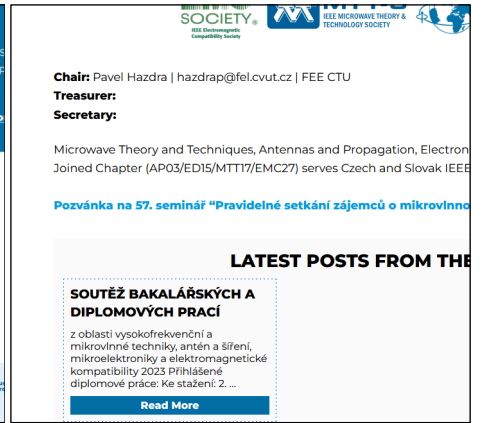 SOCIETY®
IEEE Electromagnetic
Compatibility Society
IEEE MICROWAVE THEORY &
TECHNOLOGY SOCIETY
Chair: Pavel Hazdra | hazdrap@fel.cvut.cz | FEE CTU
Treasurer:
Secretary:
Microwave Theory and Techniques, Antennas and Propagation, Electron
Joined Chapter (AP03/ED15/MTT17/EMC27) serves Czech and Slovak IEEE
Pozvánka na 57. seminář “Pravidelné setkání zájemců o mikrovlnno
LATEST POSTS FROM THE
SOUTĚŽ BAKALÁŘSKÝCH A
DIPLOMOVÝCH PRACÍ
z oblasti vysokofrekvenční a
mikrovlnné techniky, antén a šíření,
mikroelektroniky a elektromagnetické
kompatibility 2023 Přihlášené
diplomové práce: Ke stažení: 2. ...
Read More